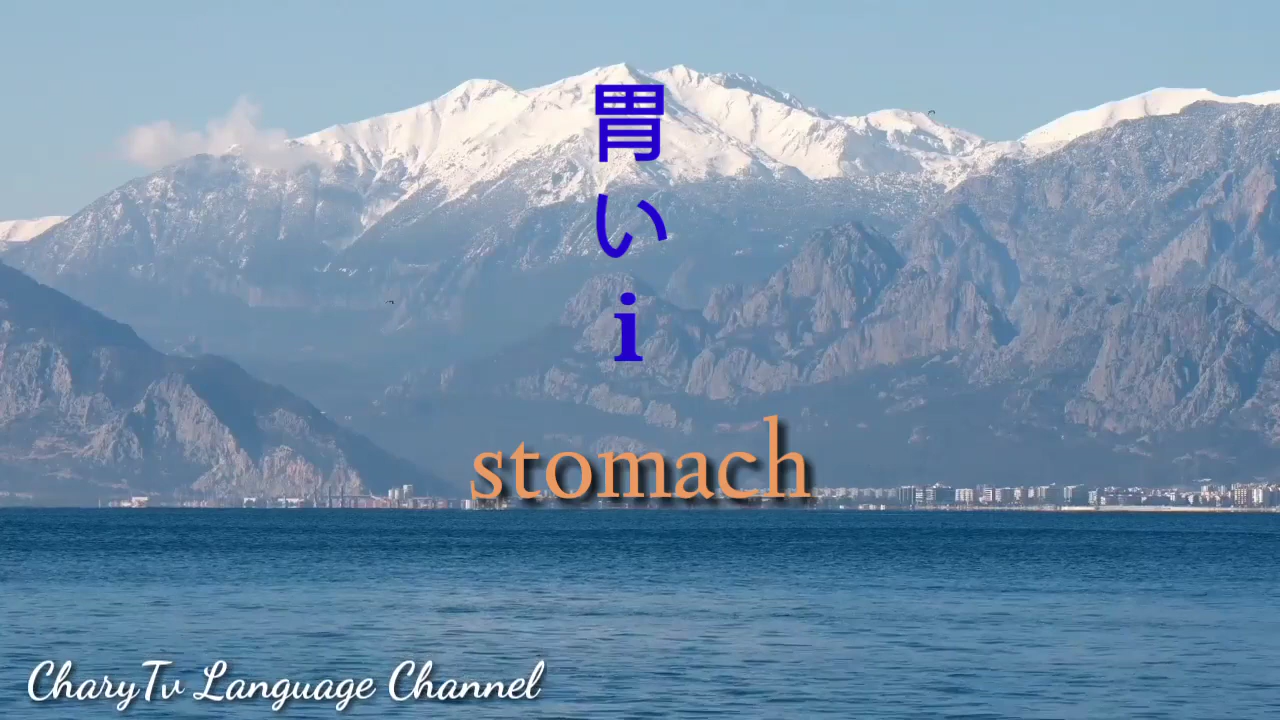 胃
い
i
stomach
CharyTv Language Channel